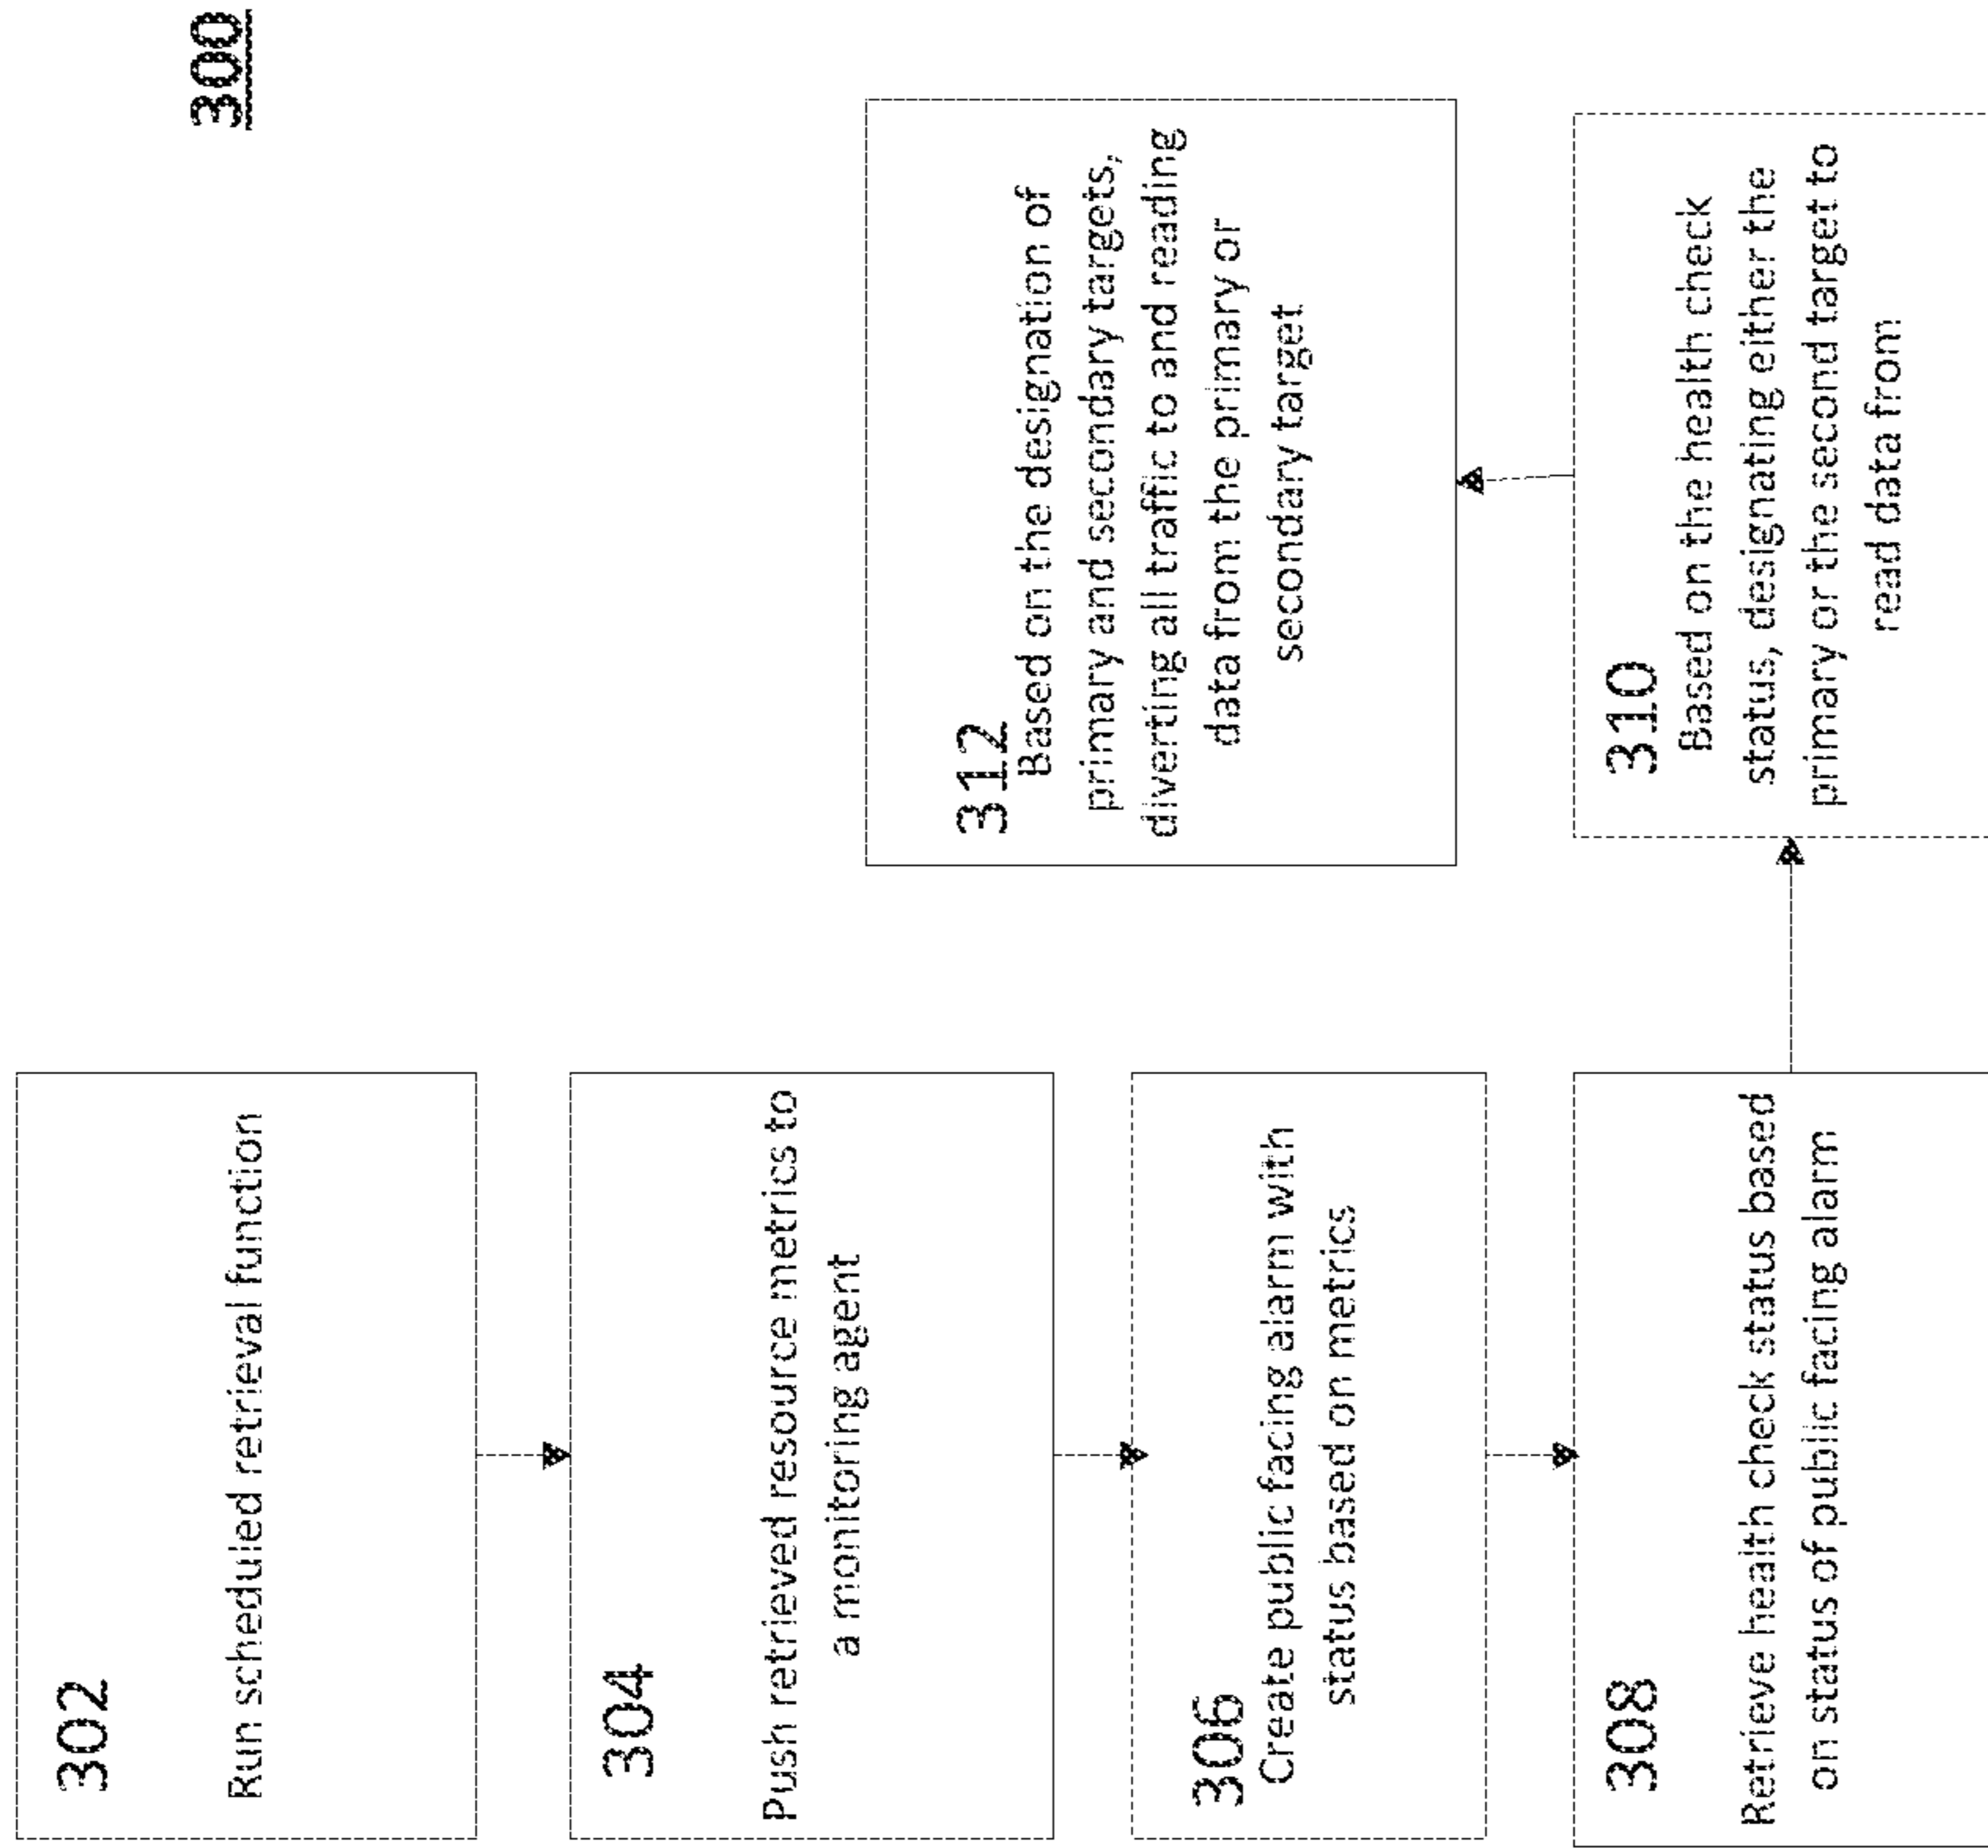 300
302
Run scheduled retrieval function
304
Push retrieved resource metrics to
a monitoring agent
306
Create public facing alarm with
status based on metrics
308
Retrieve health check status based
on status of public facing alarm
310
Based on the health check
status, designating either the
primary or the second target to
read data from
312
Based on the designation of
primary and secondary targets,
diverting all traffic to and reading
data from the primary or
secondary target